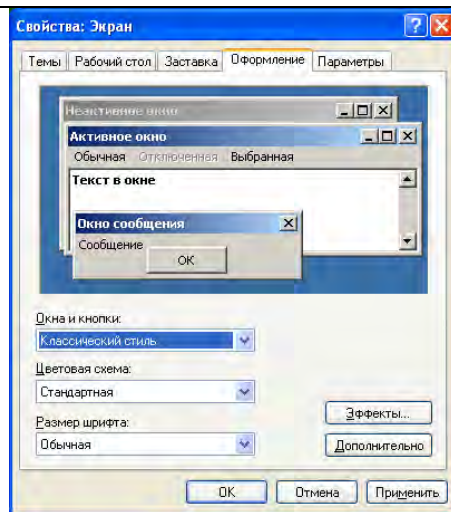 Свойства: Экран
Темы Рабочий стол Заставка Оформление Параметры
Неактивное окно
Активное окно
Обычная Отключенная Выбранная
Текст в окне
Окно сообщения
Сообщение
OK
Окна и кнопки:
Классический стиль
Цветовая схема:
Стандартная
Эффекты...
Размер шрифта:
Обычная
Дополнительно
OK Отмена Применить